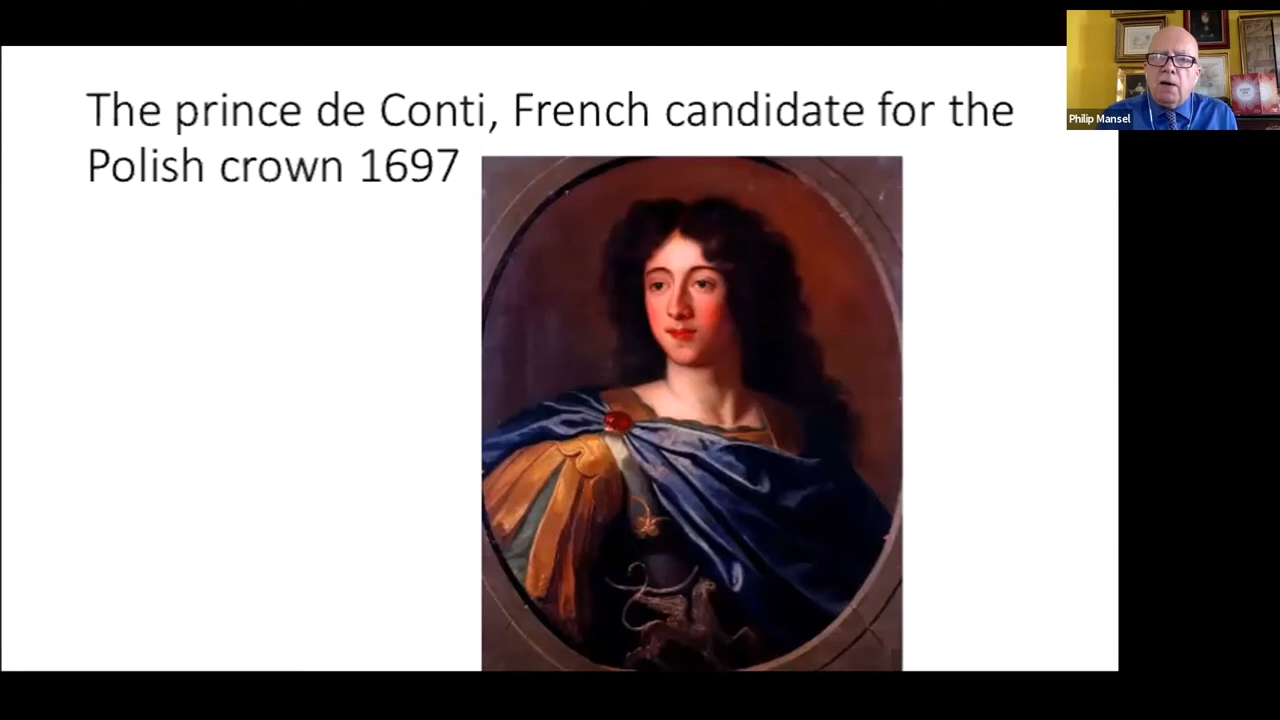 The prince de Conti, French candidate for the
Polish crown 1697
Philip Mansel